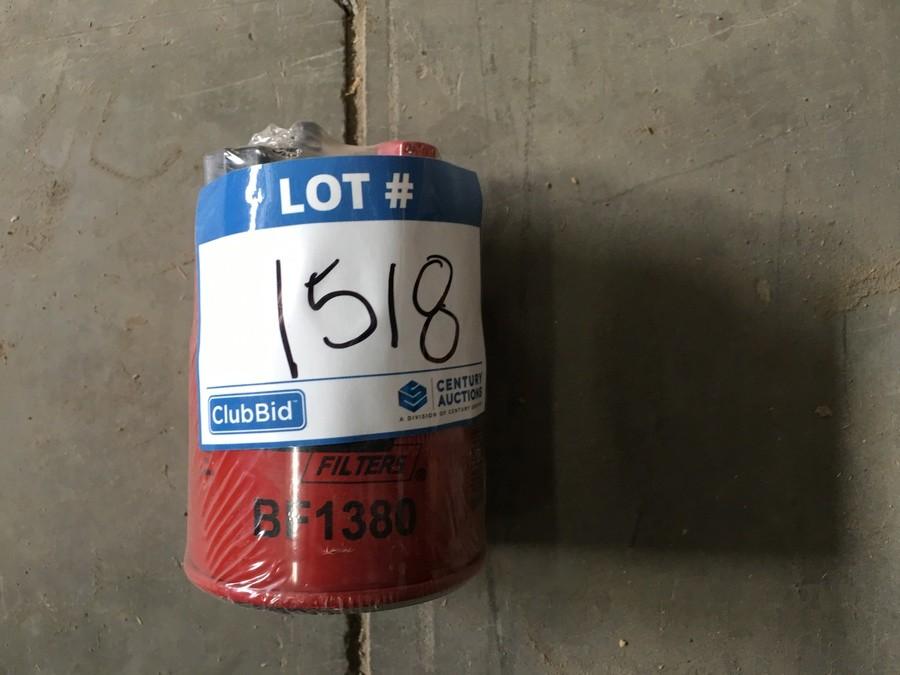 LOT #
1518
ClubBid
CENTURY
AUCTIONS
A DIVISION OF CENTURY
FILTERS
BF1380